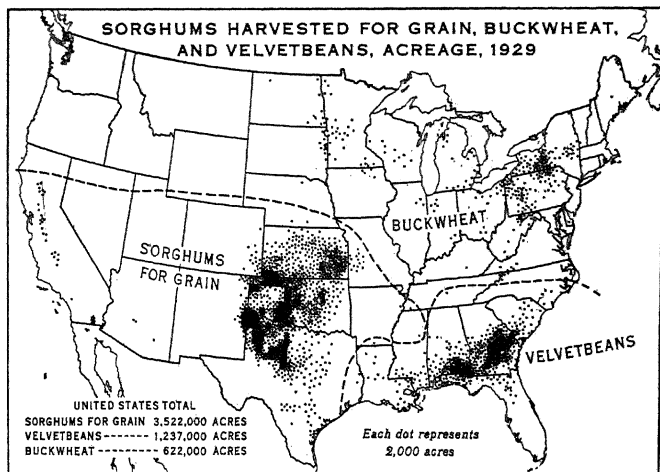 SORGHUMS HARVESTED FOR GRAIN, BUCKWHEAT,
AND VELVETBEANS, ACREAGE, 1929
BUCKWHEAT
SORGHUMS
FOR GRAIN
VELVETBEANS
UNITED STATES TOTAL
SORGHUMS FOR GRAIN 3,522,000 ACRES
VELVETBEANS ------- 1,237,000 ACRES
BUCKWHEAT ------ 622,000 ACRES
Each dot represents
2,000 acres